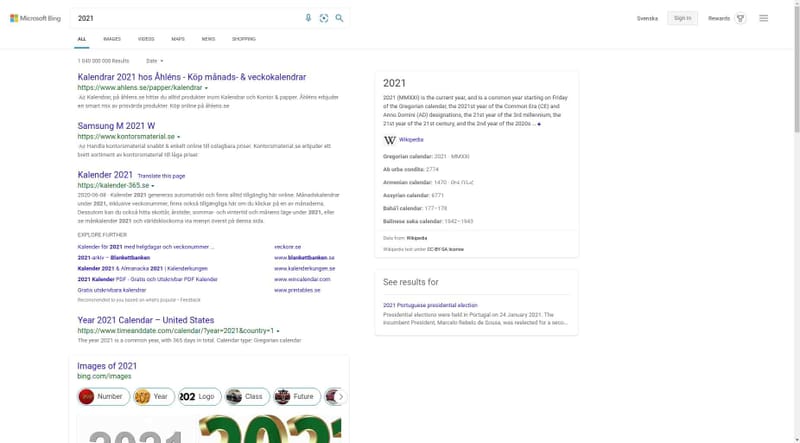 Microsoft Bing
2021
Svenska
Sign in
Rewards
ALL
IMAGES
VIDEOS
MAPS
NEWS
SHOPPING
1 040 000 000 Results
Date
Kalendrar 2021 hos Åhléns - Köp månads- & veckokalendrar
https://www.ahlens.se/papper/kalendrar
Ad Kalendrar, på åhlens.se hittar du alltid produkter inom Kalendrar och Kontor & papper. Åhléns erbjuder
en smart mix av prisvärda produkter. Köp online på åhlens.se
Samsung M 2021 W
https://www.kontorsmaterial.se
Ad Handla kontorsmaterial snabbt & enkelt online till oslagbara priser. Kontorsmaterial.se erbjuder ett
brett sortiment av kontorsmaterial till låga priser.
Kalender 2021 Translate this page
https://kalender-365.se
2020-06-08 · Kalender 2021 genereras automatiskt och finns alltid tillgänglig här online. Månadskalendrar
under 2021, inklusive veckonummer, finns också tillgängliga här om du klickar på en av månaderna.
Dessutom kan du också hitta skottår, årstider, sommar- och vintertid och månens läge under 2021, eller
se månkalender 2021 och världsklockorna via menyn överst på denna sida.
EXPLORE FURTHER
Kalender för 2021 med helgdagar och veckonummer ...
veckonr.se
2021-arkiv – Blankettbanken
www.blankettbanken.se
Kalender 2021 & Almanacka 2021 | Kalenderkungen
www.kalenderkungen.se
2021 Kalender PDF - Gratis och Utskrivbar PDF Kalender
www.wincalendar.com
Gratis utskrivbara kalendrar
www.printables.se
Recommended to you based on what's popular • Feedback
Year 2021 Calendar – United States
https://www.timeanddate.com/calendar/?year=2021&country=1
The year 2021 is a common year, with 365 days in total. Calendar type: Gregorian calendar
Images of 2021
bing.com/images
Number
Year
Logo
Class
Future
2021
2021
2021
2021 (MMXXI) is the current year, and is a common year starting on Friday
of the Gregorian calendar, the 2021st year of the Common Era (CE) and
Anno Domini (AD) designations, the 21st year of the 3rd millennium, the
21st year of the 21st century, and the 2nd year of the 2020s ...
W Wikipedia
Gregorian calendar: 2021 · MMXXI
Ab urbe condita: 2774
Armenian calendar: 1470 · ԹՎ ՌՆՀ
Assyrian calendar: 6771
Bahá'í calendar: 177–178
Balinese saka calendar: 1942–1943
Data from: Wikipedia
Wikipedia text under CC-BY-SA license
See results for
2021 Portuguese presidential election
Presidential elections were held in Portugal on 24 January 2021. The
incumbent President, Marcelo Rebelo de Sousa, was reelected for a seco...